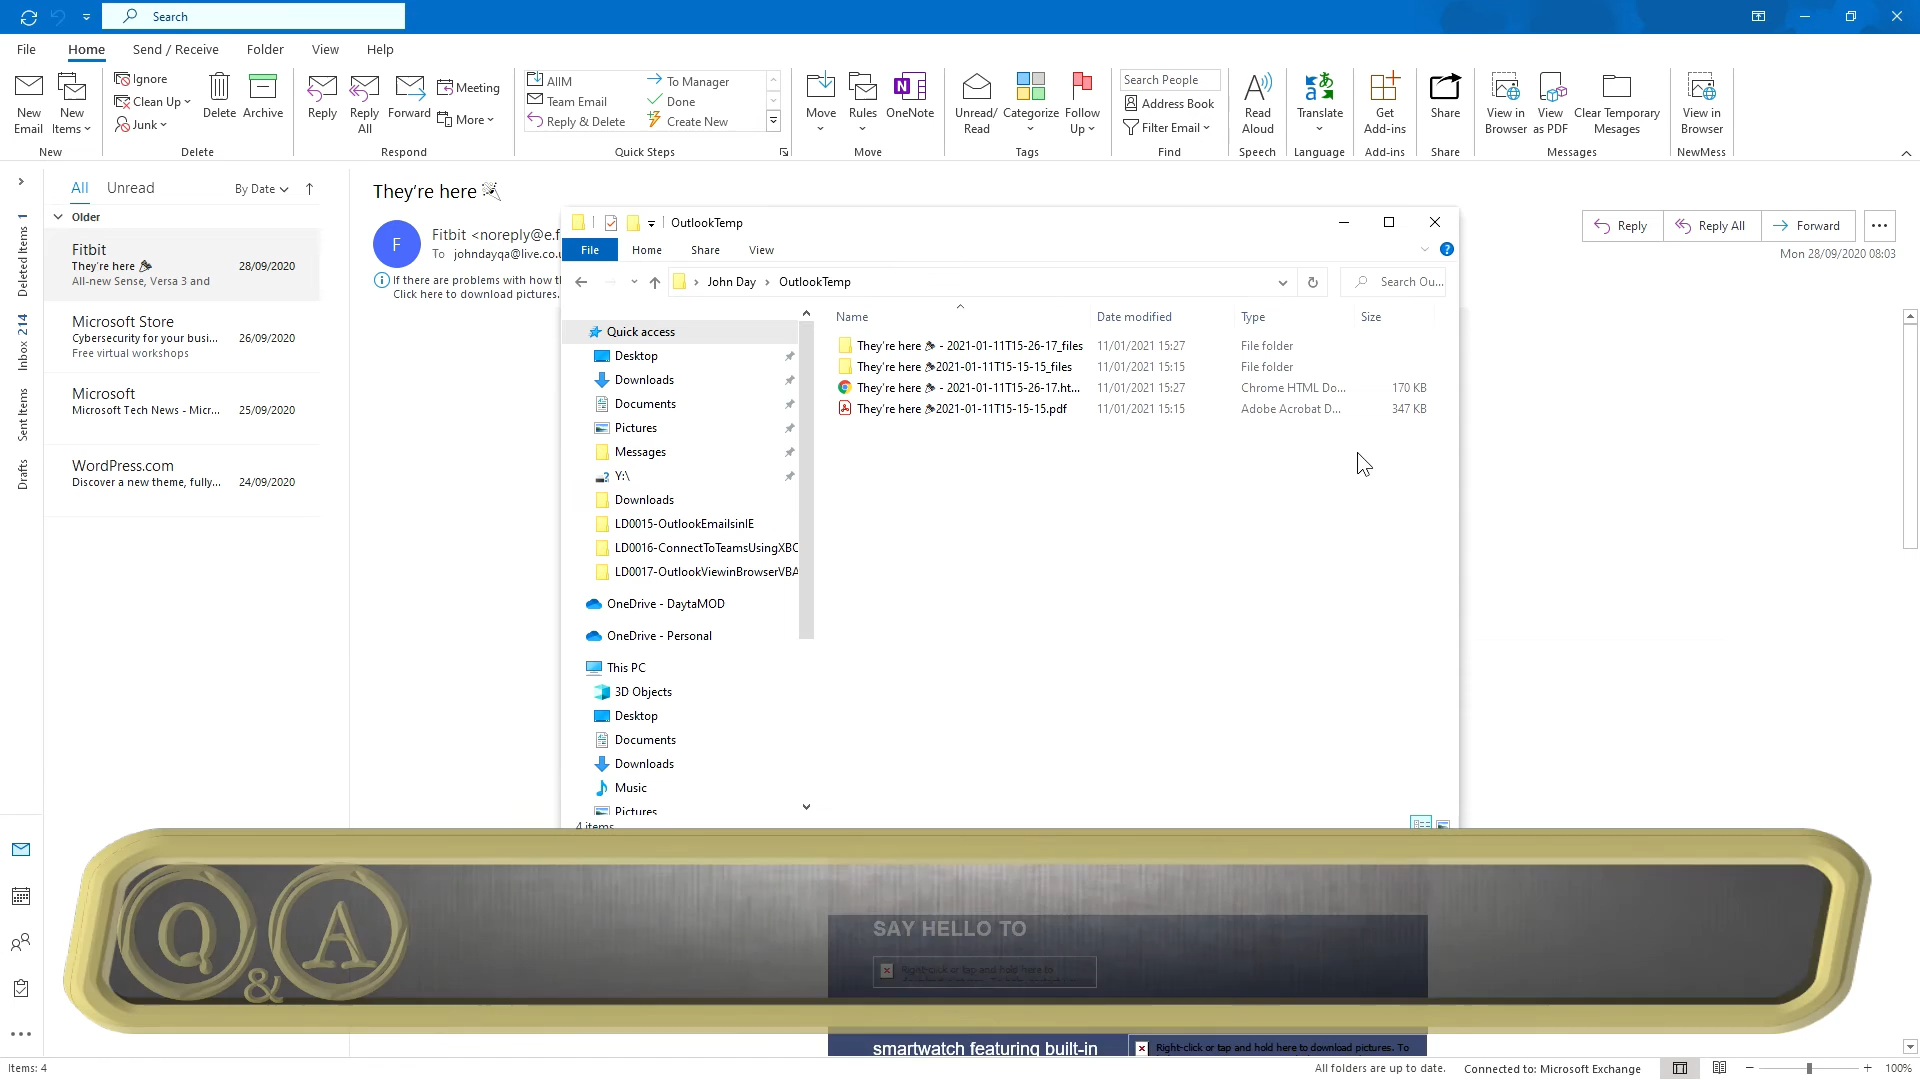 Search
File
Home
Send / Receive
Folder
View
Help
New Email
New Items
Ignore
Clean Up
Junk
Delete
Archive
Reply
Reply All
Forward
Meeting
More
AIIM
Team Email
Reply & Delete
To Manager
Done
Create New
Move
Rules
OneNote
Unread/ Read
Categorize
Follow Up
Search People
Address Book
Filter Email
Read Aloud
Translate
Get Add-ins
Share
View in Browser
View as PDF
Clear Temporary Mesages
View in Browser
New
Delete
Respond
Quick Steps
Move
Tags
Find
Speech
Language
Add-ins
Share
Messages
NewMess
Deleted Items 1
Inbox 214
Sent Items
Drafts
All
Unread
By Date
Older
Fitbit
They're here
28/09/2020
All-new Sense, Versa 3 and
Microsoft Store
Cybersecurity for your busi...
26/09/2020
Free virtual workshops
Microsoft
Microsoft Tech News - Micr...
25/09/2020
WordPress.com
Discover a new theme, fully...
24/09/2020
They're here
F
Fitbit <noreply@e.f
To johndayqa@live.co.u
If there are problems with how th
Click here to download pictures.
Reply
Reply All
Forward
Mon 28/09/2020 08:03
OutlookTemp
File
Home
Share
View
John Day
OutlookTemp
Search Ou...
Name
Date modified
Type
Size
They're here - 2021-01-11T15-26-17_files 11/01/2021 15:27 File folder
They're here 2021-01-11T15-15-15_files 11/01/2021 15:15 File folder
They're here - 2021-01-11T15-26-17.ht... 11/01/2021 15:27 Chrome HTML Do... 170 KB
They're here 2021-01-11T15-15-15.pdf 11/01/2021 15:15 Adobe Acrobat D... 347 KB
Quick access
Desktop
Downloads
Documents
Pictures
Messages
Y:\
Downloads
LD0015-OutlookEmailsinIE
LD0016-ConnectToTeamsUsingXBC
LD0017-OutlookViewinBrowserVBA
OneDrive - DaytaMOD
OneDrive - Personal
This PC
3D Objects
Desktop
Documents
Downloads
Music
Pictures
4 items
Q & A
SAY HELLO TO
Right-click or tap and hold here to
smartwatch featuring built-in
Right-click or tap and hold here to download pictures. To
Items: 4
All folders are up to date.
Connected to: Microsoft Exchange
100%